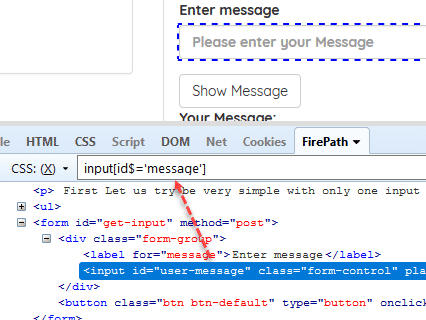 Enter message
Please enter your Message
Show Message
Your Message:
le HTML CSS Script DOM Net Cookies FirePath
CSS: (X) input[id$='message']
<p> First Let us try be very simple with only one input
<ul>
<form id="get-input" method="post">
<div class="form-group">
<label for="message">Enter message</label>
<input id="user-message" class="form-control" pla
</div>
<button class="btn btn-default" type="button" onclick
</form>